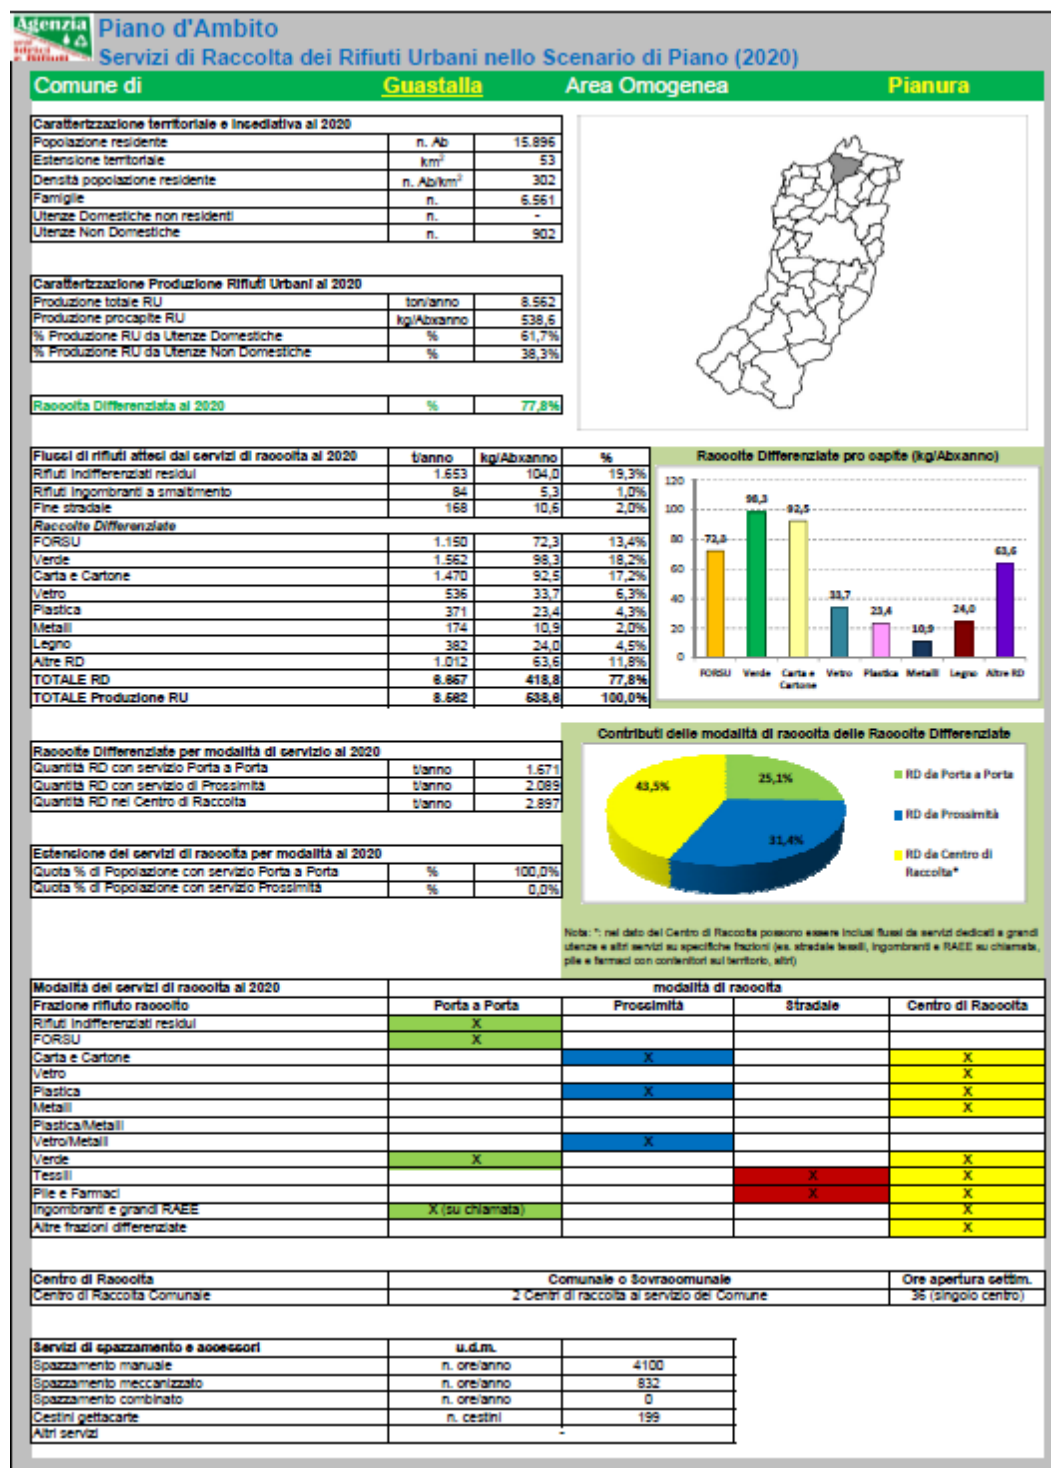 Agenzia
Piano d'Ambito
Servizi di Raccolta dei Rifiuti Urbani nello Scenario di Piano (2020)
Comune di Guastalla Area Omogenea Pianura
Caratterizzazione territoriale e insediativa al 2020
Popolazione residente n. Ab 15.896
Estensione territoriale km² 53
Densità popolazione residente n. Ab/km² 302
Famiglie n. 6.561
Utenze Domestiche non residenti n. -
Utenze Non Domestiche n. 902
Caratterizzazione Produzione Rifiuti Urbani al 2020
Produzione totale RU ton/anno 8.562
Produzione procapite RU kg/Abxanno 538,6
% Produzione RU da Utenze Domestiche % 61,7%
% Produzione RU da Utenze Non Domestiche % 38,3%
Raccolta Differenziata al 2020 % 77,8%
Flussi di rifiuti attesi dai servizi di raccolta al 2020 t/anno kg/Abxanno %
Rifiuti indifferenziati residui 1.653 104,0 19,3%
Rifiuti ingombranti a smaltimento 84 5,3 1,0%
Fine stradale 168 10,6 2,0%
Raccolte Differenziate
FORSU 1.150 72,3 13,4%
Verde 1.562 98,3 18,2%
Carta e Cartone 1.470 92,5 17,2%
Vetro 536 33,7 6,3%
Plastica 371 23,4 4,3%
Metalli 174 10,9 2,0%
Legno 382 24,0 4,5%
Altre RD 1.012 63,6 11,8%
TOTALE RD 6.657 418,8 77,8%
TOTALE Produzione RU 8.562 538,6 100,0%
Raccolte Differenziate pro capite (kg/Abxanno)
120
100
80
60
40
20
0
72,3 98,3 92,5 33,7 23,4 10,9 24,0 63,6
FORSU Verde Carta e Cartone Vetro Plastica Metalli Legno Altre RD
Raccolte Differenziate per modalità di servizio al 2020
Quantità RD con servizio Porta a Porta t/anno 1.671
Quantità RD con servizio di Prossimità t/anno 2.089
Quantità RD nel Centro di Raccolta t/anno 2.897
Estensione dei servizi di raccolta per modalità al 2020
Quota % di Popolazione con servizio Porta a Porta % 100,0%
Quota % di Popolazione con servizio Prossimità % 0,0%
Contributi delle modalità di raccolta delle Raccolte Differenziate
25,1%
43,5%
31,4%
RD da Porta a Porta
RD da Prossimità
RD da Centro di
Raccolta*
Nota: *: nel dato del Centro di Raccolta possono essere inclusi flussi da servizi dedicati a grandi
utenze e altri servizi su specifiche frazioni (es. stradale tessili, ingombranti e RAEE su chiamata,
pile e farmaci con contenitori sul territorio, altri)
Modalità dei servizi di raccolta al 2020 modalità di raccolta
Frazione rifiuto raccolto Porta a Porta Prossimità Stradale Centro di Raccolta
Rifiuti indifferenziati residui X
FORSU X
Carta e Cartone X X
Vetro X
Plastica X X
Metalli X
Plastica/Metalli
Vetro/Metalli X
Verde X X
Tessili X X
Pile e Farmaci X X
Ingombranti e grandi RAEE X (su chiamata) X
Altre frazioni differenziate X
Centro di Raccolta Comunale o Sovracomunale Ore apertura settim.
Centro di Raccolta Comunale 2 Centri di raccolta al servizio del Comune 36 (singolo centro)
Servizi di spazzamento e accessori u.d.m.
Spazzamento manuale n. ore/anno 4100
Spazzamento meccanizzato n. ore/anno 832
Spazzamento combinato n. ore/anno 0
Cestini gettacarte n. cestini 199
Altri servizi -